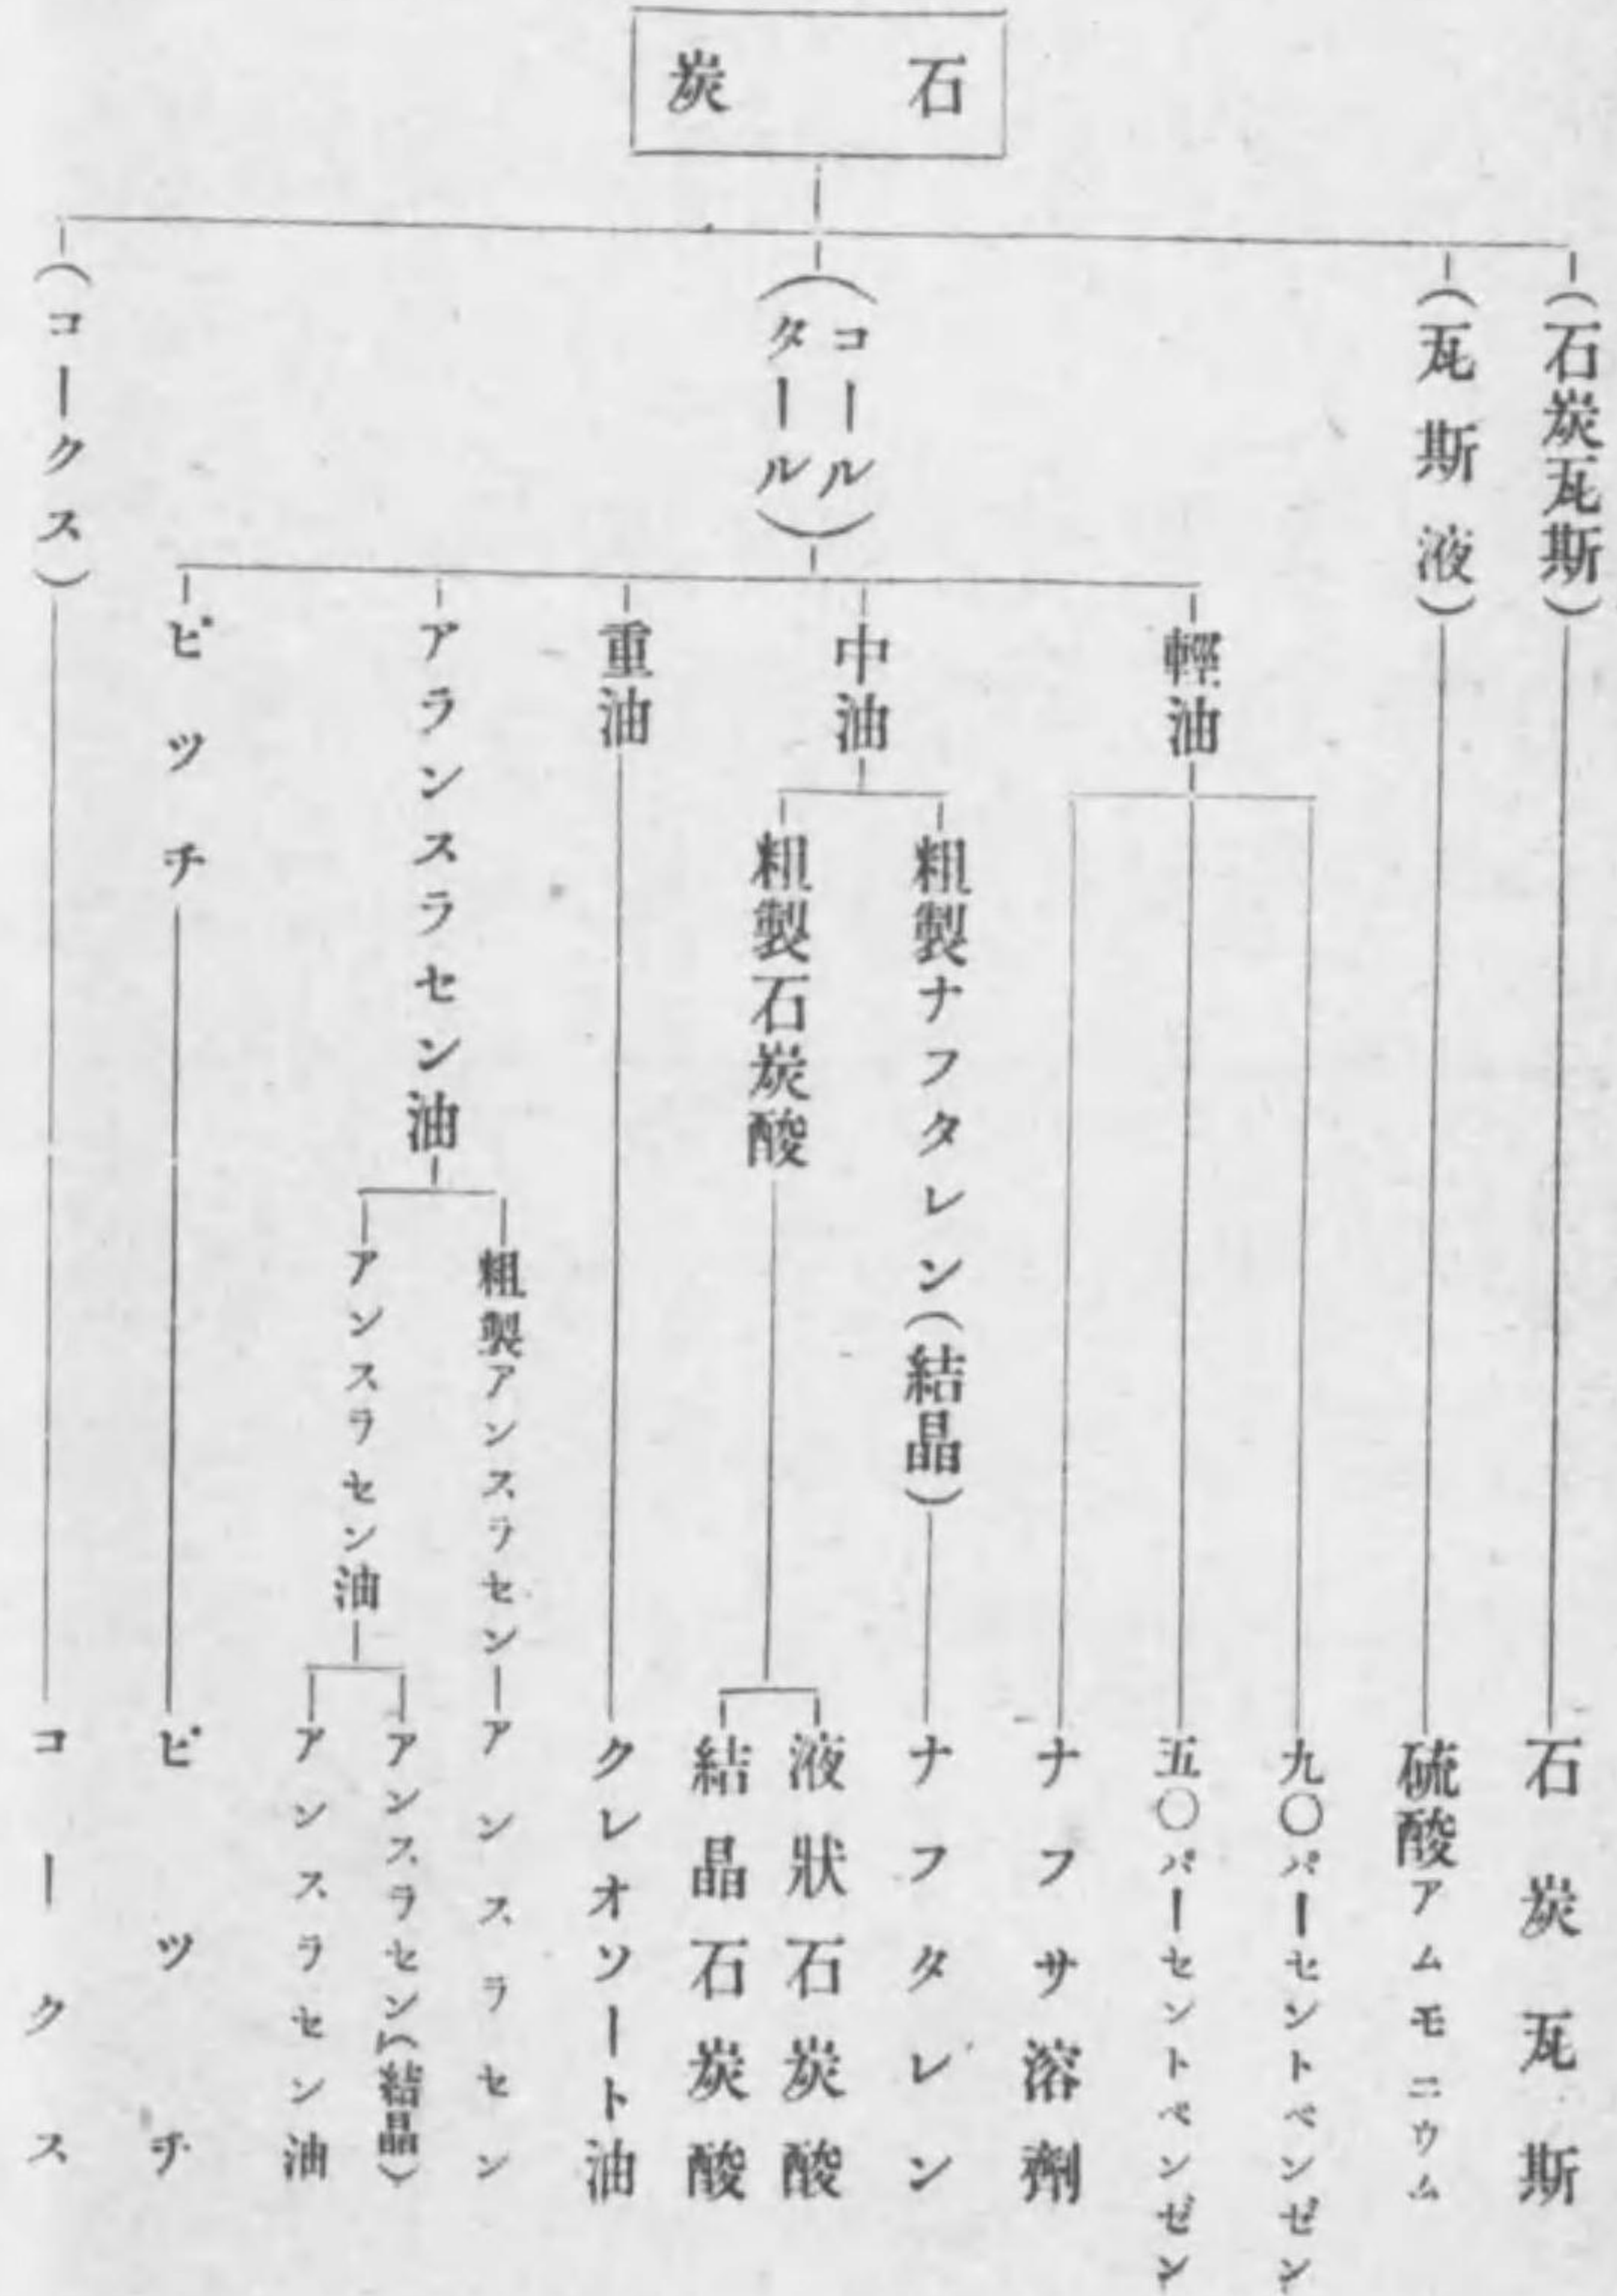 石炭
(石炭瓦斯)
(瓦斯液)
(コール
タール)
(コークス)
輕油
中油
重油
アランスラセン油
ピツチ
粗製ナフタレン(結晶)
粗製石炭酸
粗製アンスラセン
アンスラセン油
石炭瓦斯
硫酸アムモニウム
九〇パーセントベンゼン
五〇パーセントベンゼン
ナフサ溶劑
ナフタレン
液狀石炭酸
結晶石炭酸
クレオソート油
アンスラセン
アンスラセン(結晶)
アンスラセン油
ピツチ
コークス